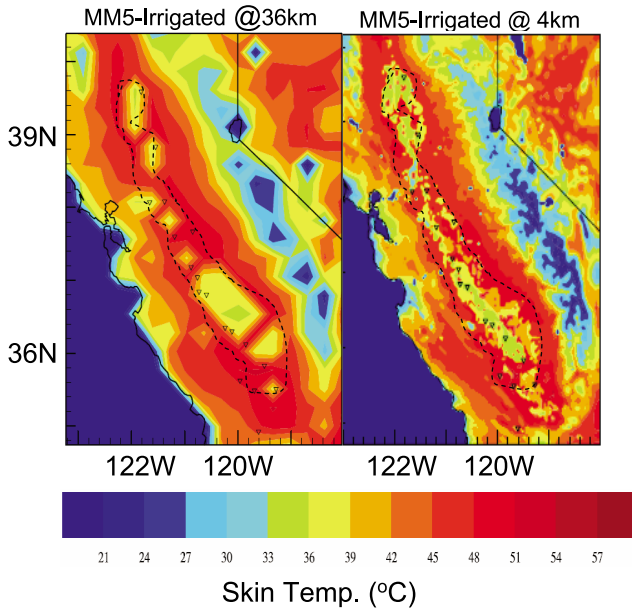 MM5-Irrigated @36km MM5-Irrigated @ 4km
39N
36N
122W 120W 122W 120W
21 24 27 30 33 36 39 42 45 48 51 54 57
Skin Temp. (°C)